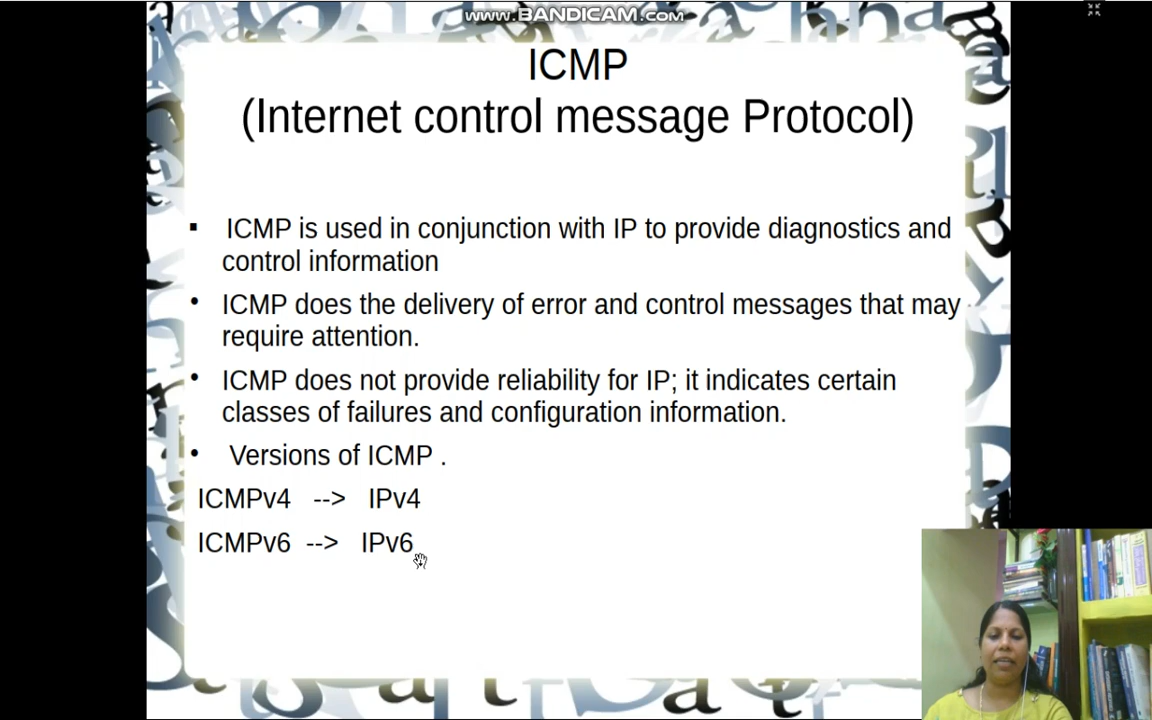 www.BANDICAM.com
ICMP
(Internet control message Protocol)
▪ ICMP is used in conjunction with IP to provide diagnostics and
control information
• ICMP does the delivery of error and control messages that may
require attention.
• ICMP does not provide reliability for IP; it indicates certain
classes of failures and configuration information.
• Versions of ICMP .
ICMPv4 --> IPv4
ICMPv6 --> IPv6